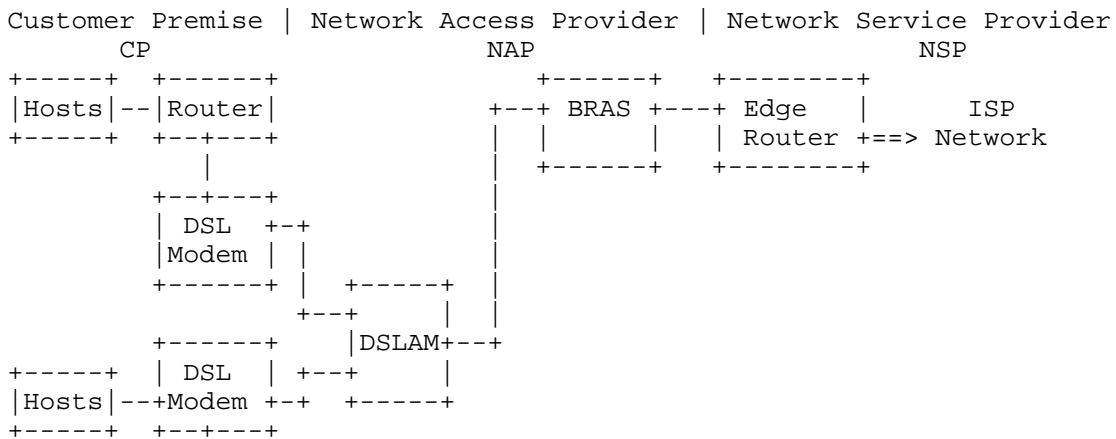 Customer Premise | Network Access Provider | Network Service Provider
CP NAP NSP
+-----+ +------+ +------+ +--------+
|Hosts|--|Router| +--+ BRAS +---+ Edge | ISP
+-----+ +--+---+ | | | | Router +==> Network
| | +------+ +--------+
+--+---+ |
| DSL +-+ |
|Modem | | |
+------+ | +-----+ |
+--+ | |
+------+ |DSLAM+--+
+-----+ | DSL | +--+ |
|Hosts|--+Modem +-+ +-----+
+-----+ +--+---+